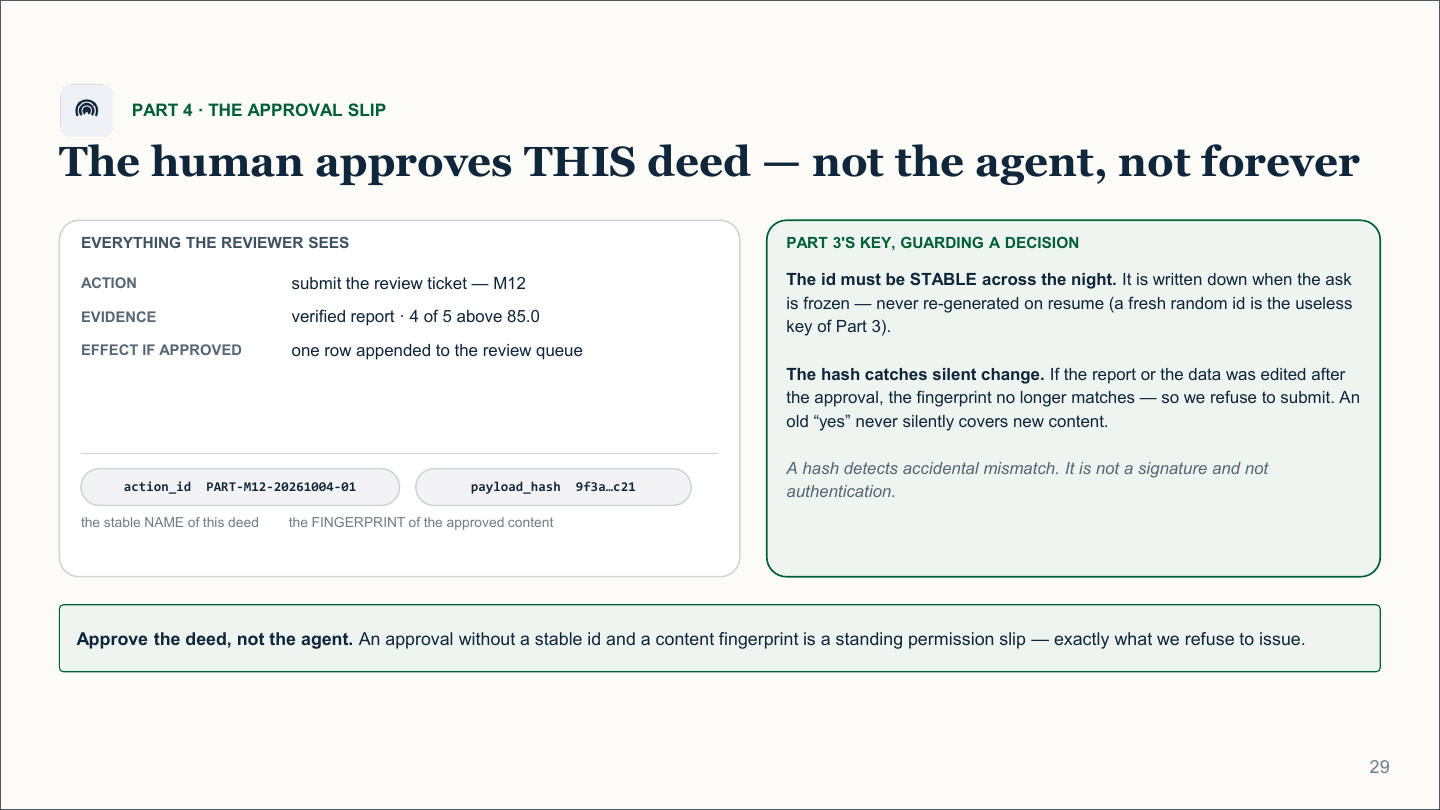 PART 4 · THE APPROVAL SLIP
The human approves THIS deed — not the agent, not forever
EVERYTHING THE REVIEWER SEES
ACTION submit the review ticket — M12
EVIDENCE verified report · 4 of 5 above 85.0
EFFECT IF APPROVED one row appended to the review queue
action_id PART-M12-20261004-01 payload_hash 9f3a…c21
the stable NAME of this deed the FINGERPRINT of the approved content
PART 3'S KEY, GUARDING A DECISION
The id must be STABLE across the night. It is written down when the ask
is frozen — never re-generated on resume (a fresh random id is the useless
key of Part 3).
The hash catches silent change. If the report or the data was edited after
the approval, the fingerprint no longer matches — so we refuse to submit. An
old “yes” never silently covers new content.
A hash detects accidental mismatch. It is not a signature and not
authentication.
Approve the deed, not the agent. An approval without a stable id and a content fingerprint is a standing permission slip — exactly what we refuse to issue.
29